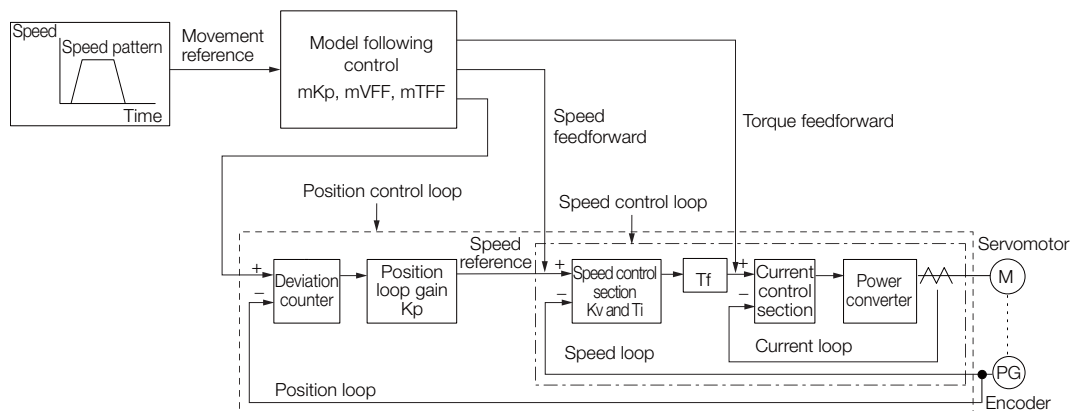 Speed
Speed pattern
Time
Movement
reference
Model following
control
mKp, mVFF, mTFF
Speed
feedforward
Torque feedforward
Position control loop
Speed control loop
Servomotor
Speed
reference
+
−
Deviation
counter
Position
loop gain
Kp
+
−
Speed control
section
Kv and Ti
Tf
+
−
Current
control
section
Power
converter
M
Speed loop
Current loop
PG
Position loop
Encoder